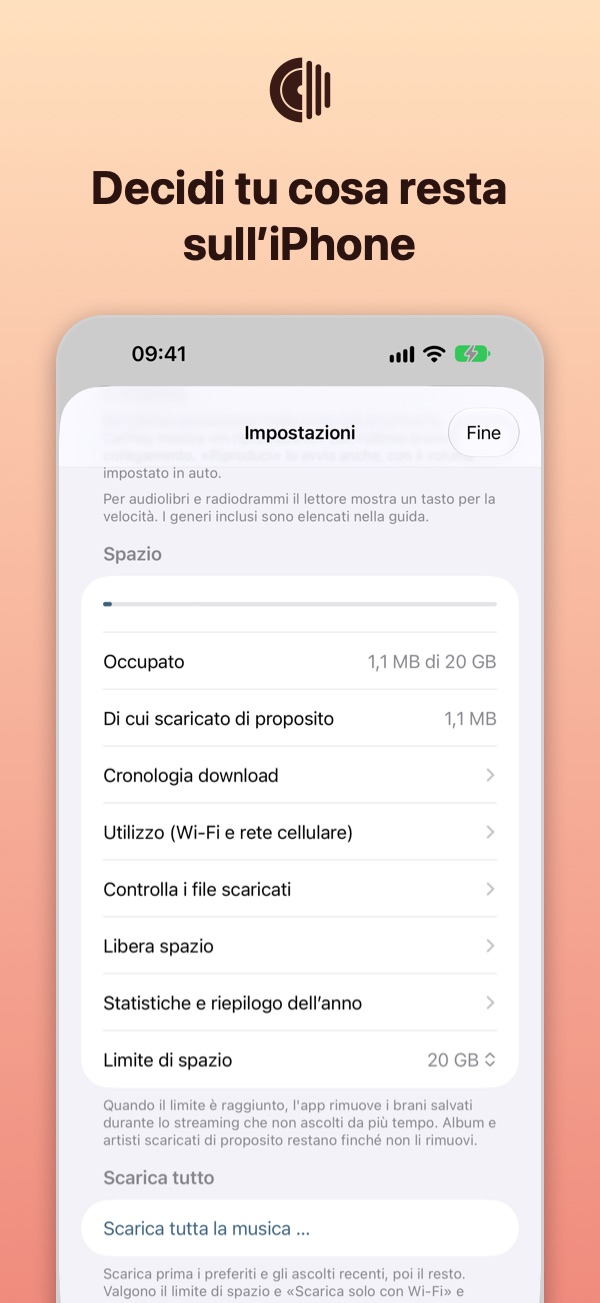 Decidi tu cosa resta
sull’iPhone
09:41
Impostazioni
Fine
impostato in auto.
Per audiolibri e radiodrammi il lettore mostra un tasto per la
velocità. I generi inclusi sono elencati nella guida.
Spazio
Occupato 1,1 MB di 20 GB
Di cui scaricato di proposito 1,1 MB
Cronologia download
Utilizzo (Wi-Fi e rete cellulare)
Controlla i file scaricati
Libera spazio
Statistiche e riepilogo dell’anno
Limite di spazio 20 GB
Quando il limite è raggiunto, l'app rimuove i brani salvati
durante lo streaming che non ascolti da più tempo. Album e
artisti scaricati di proposito restano finché non li rimuovi.
Scarica tutto
Scarica tutta la musica ...
Scarica prima i preferiti e gli ascolti recenti, poi il resto.
Valgono il limite di spazio e «Scarica solo con Wi-Fi» e